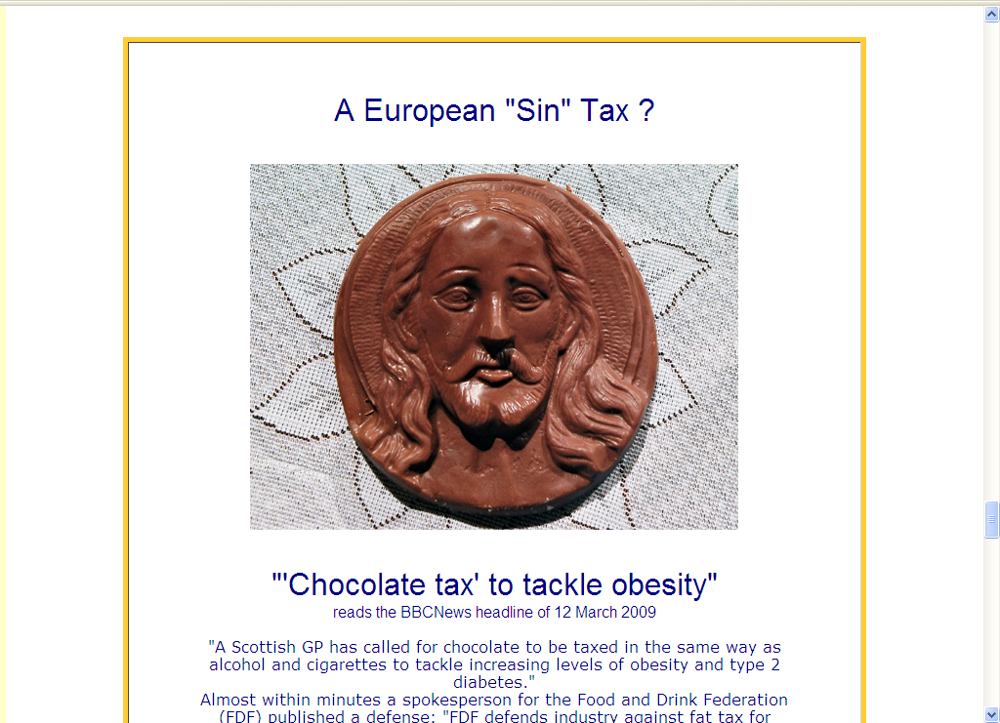 A European "Sin" Tax ?
"'Chocolate tax' to tackle obesity"
reads the BBCNews headline of 12 March 2009
"A Scottish GP has called for chocolate to be taxed in the same way as
alcohol and cigarettes to tackle increasing levels of obesity and type 2
diabetes."
Almost within minutes a spokesperson for the Food and Drink Federation
(FDF) published a defense: "FDF defends industry against fat tax for